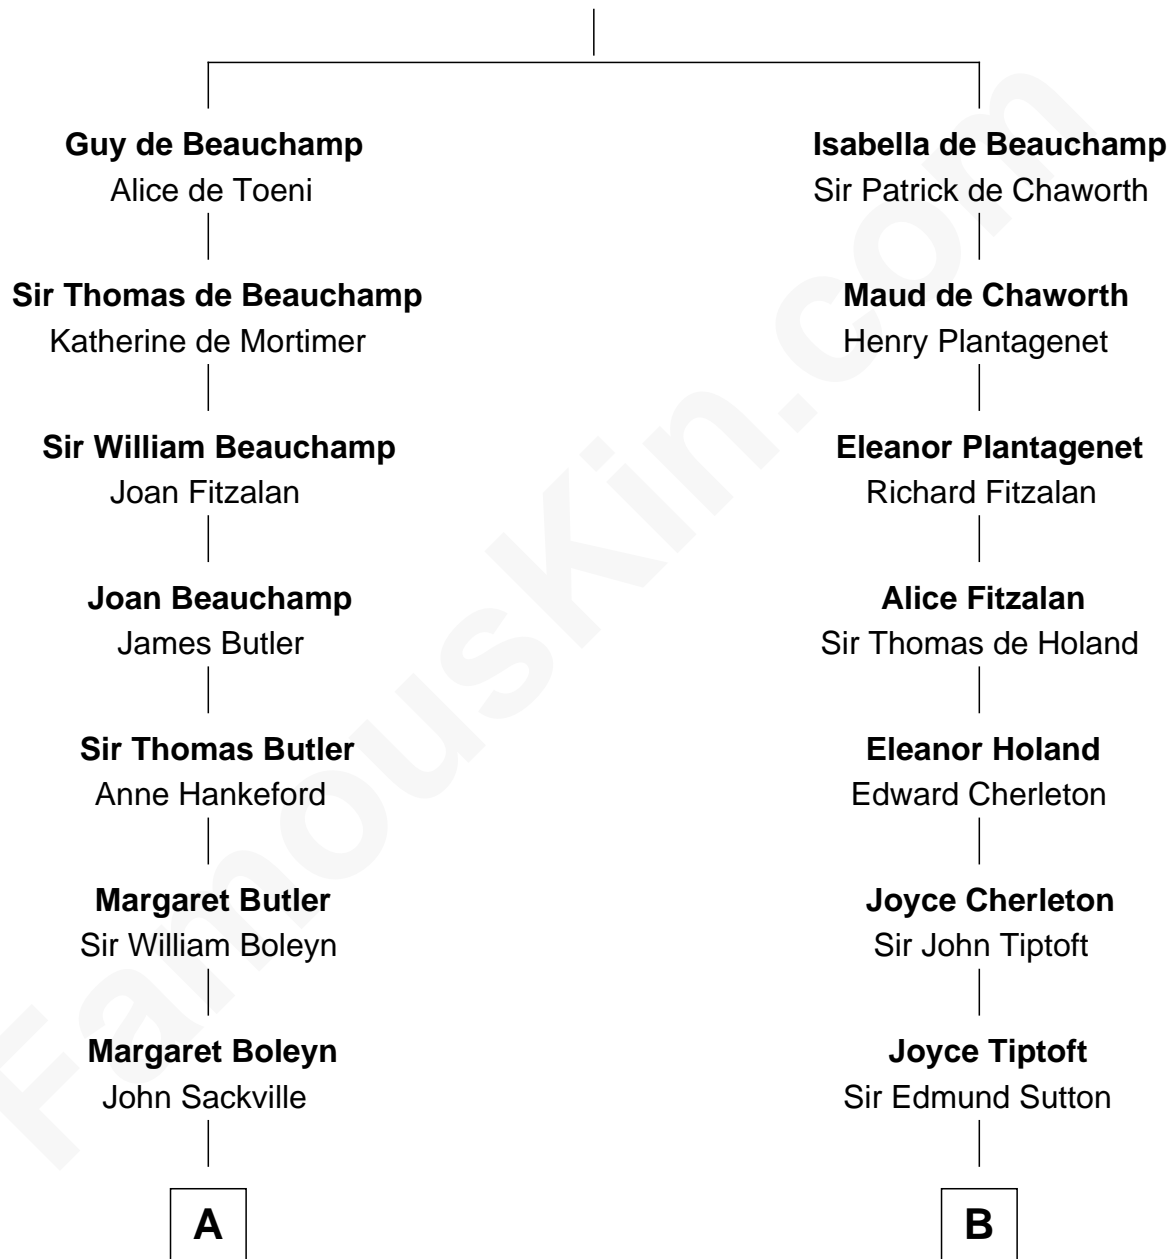 Guy de Beauchamp
Alice de Toeni
Isabella de Beauchamp
Sir Patrick de Chaworth
Sir Thomas de Beauchamp
Katherine de Mortimer
Maud de Chaworth
Henry Plantagenet
Sir William Beauchamp
Joan Fitzalan
Eleanor Plantagenet
Richard Fitzalan
Joan Beauchamp
James Butler
Alice Fitzalan
Sir Thomas de Holand
Sir Thomas Butler
Anne Hankeford
Eleanor Holand
Edward Cherleton
Margaret Butler
Sir William Boleyn
Joyce Cherleton
Sir John Tiptoft
Margaret Boleyn
John Sackville
Joyce Tiptoft
Sir Edmund Sutton
A
B
FamousKin.com